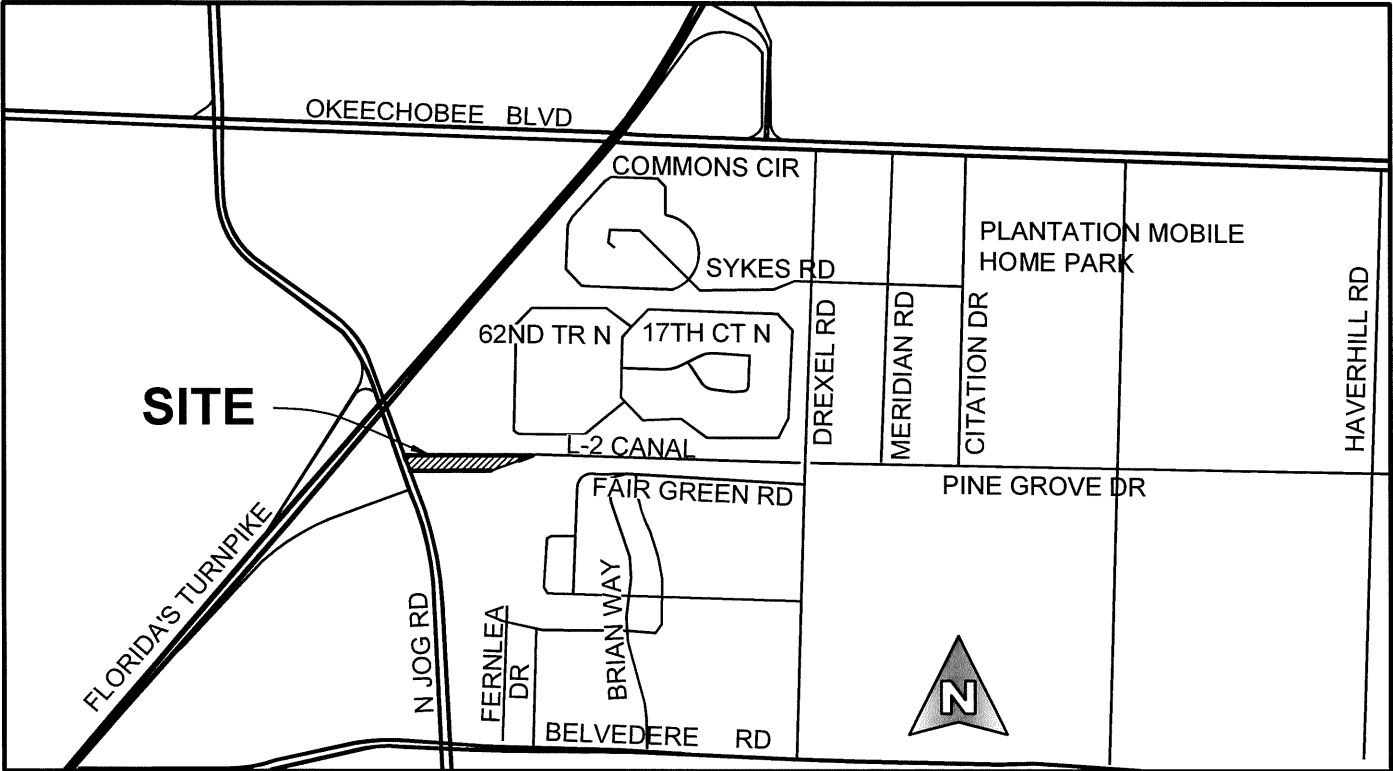 OKEECHOBEE BLVD
COMMONS CIR
PLANTATION MOBILE
HOME PARK
SYKES RD
62ND TR N
17TH CT N
DREXEL RD
MERIDIAN RD
CITATION DR
HAVERHILL RD
SITE
L-2 CANAL
FAIR GREEN RD
PINE GROVE DR
FLORIDA'S TURNPIKE
N JOG RD
FERNLEA
DR
BRIAN WAY
BELVEDERE RD
N